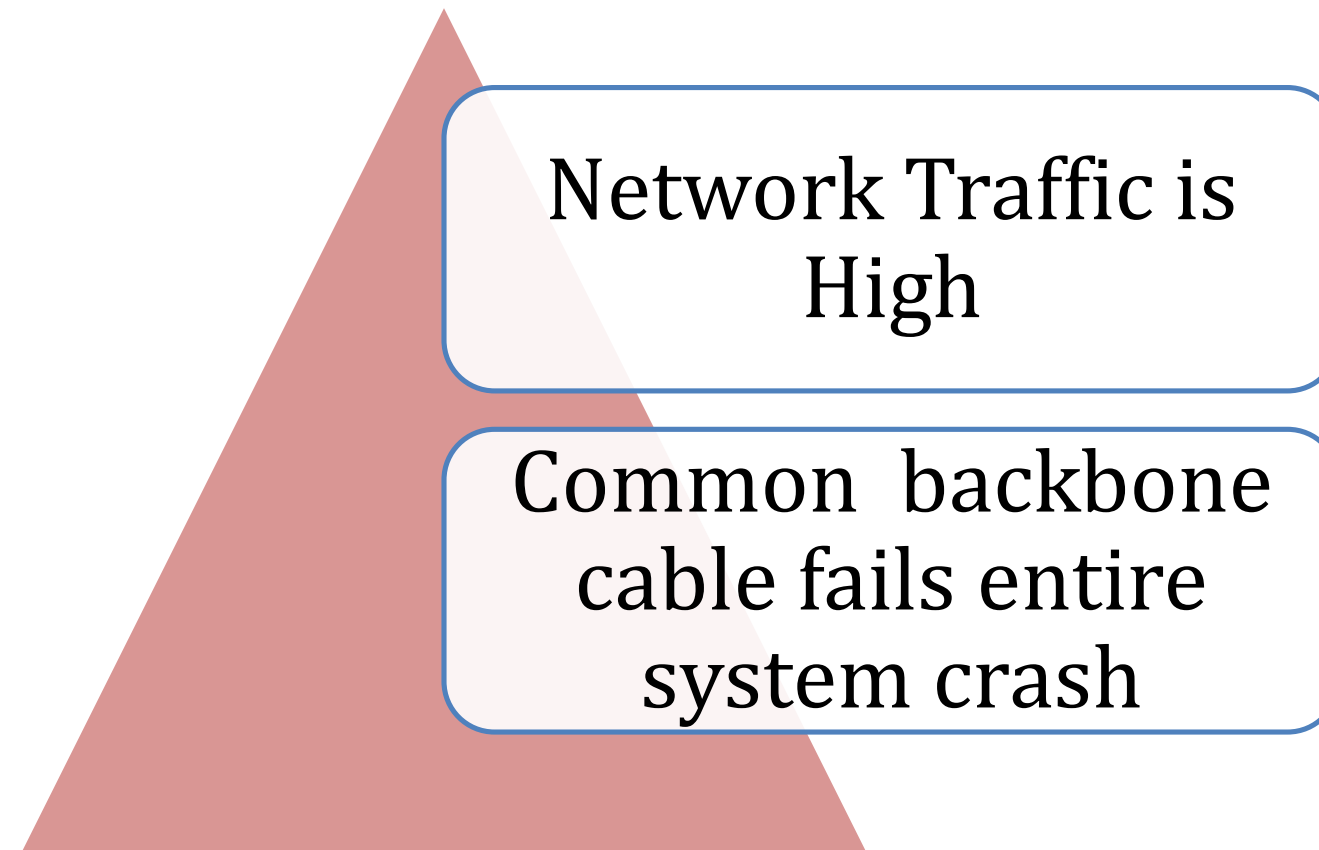 Network Traffic is
High
Common  backbone
cable fails entire
system crash